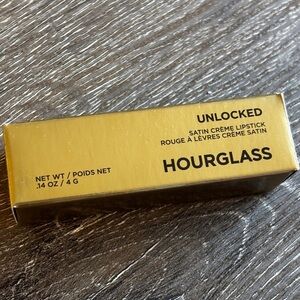 UNLOCKED
SATIN CRÈME LIPSTICK
ROUGE À LÈVRES CRÈME SATIN
HOURGLASS
NET WT / POIDS NET
.14 OZ / 4 G